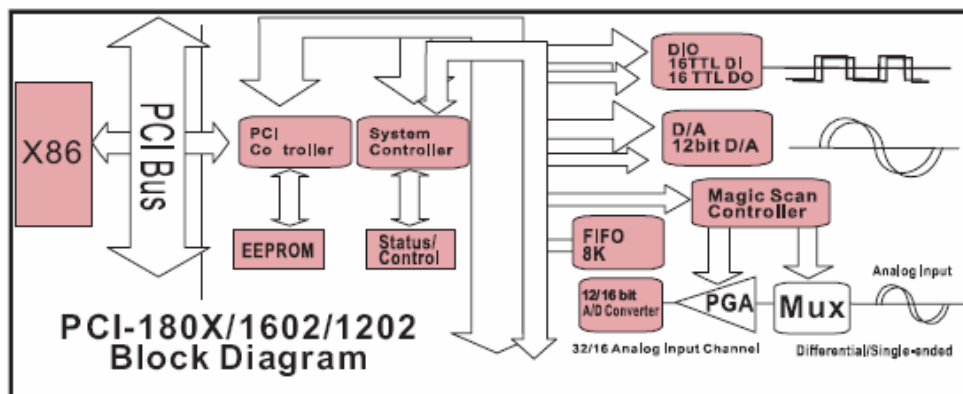 X86
PCI Bus
PCI
Co troller
System
Controller
EEPROM
Status/
Control
DIO
16TTL DI
16 TTL DO
D/A
12bit D/A
Magic Scan
Controller
FIFO
8K
12/16 bit
A/D Converter
PGA
Mux
Analog Input
32/16 Analog Input Channel
Differential/Single-ended
PCI-180X/1602/1202
Block Diagram